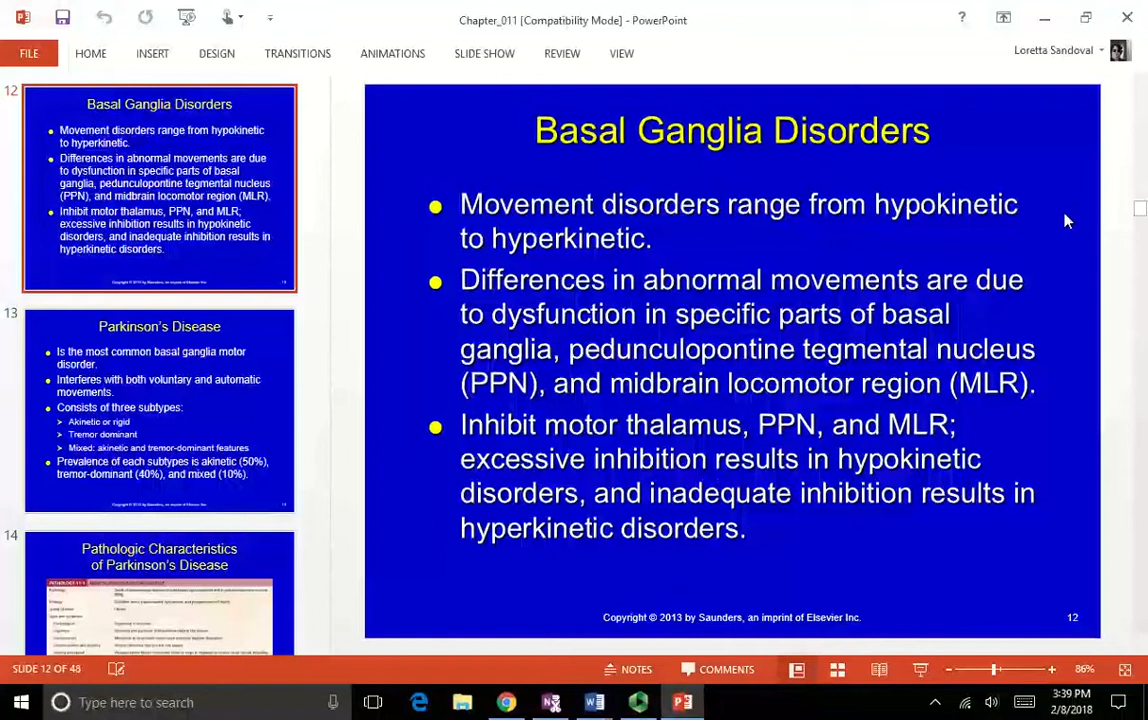 Chapter_011 [Compatibility Mode] - PowerPoint
?
FILE
HOME
INSERT
DESIGN
TRANSITIONS
ANIMATIONS
SLIDE SHOW
REVIEW
VIEW
Loretta Sandoval
12
Basal Ganglia Disorders
Movement disorders range from hypokinetic
to hyperkinetic.
Differences in abnormal movements are due
to dysfunction in specific parts of basal
ganglia, pedunculopontine tegmental nucleus
(PPN), and midbrain locomotor region (MLR).
Inhibit motor thalamus, PPN, and MLR;
excessive inhibition results in hypokinetic
disorders, and inadequate inhibition results in
hyperkinetic disorders.
13
Parkinson's Disease
Is the most common basal ganglia motor
disorder.
Interferes with both voluntary and automatic
movements.
Consists of three subtypes:
Akinetic or rigid
Tremor dominant
Mixed: akinetic and tremor-dominant features
Prevalence of each subtypes is akinetic (50%),
tremor-dominant (40%), and mixed (10%).
14
Pathologic Characteristics
of Parkinson's Disease
Basal Ganglia Disorders
Movement disorders range from hypokinetic
to hyperkinetic.
Differences in abnormal movements are due
to dysfunction in specific parts of basal
ganglia, pedunculopontine tegmental nucleus
(PPN), and midbrain locomotor region (MLR).
Inhibit motor thalamus, PPN, and MLR;
excessive inhibition results in hypokinetic
disorders, and inadequate inhibition results in
hyperkinetic disorders.
Copyright © 2013 by Saunders, an imprint of Elsevier Inc.
12
SLIDE 12 OF 48
NOTES
COMMENTS
86%
Type here to search
3:39 PM
2/8/2018